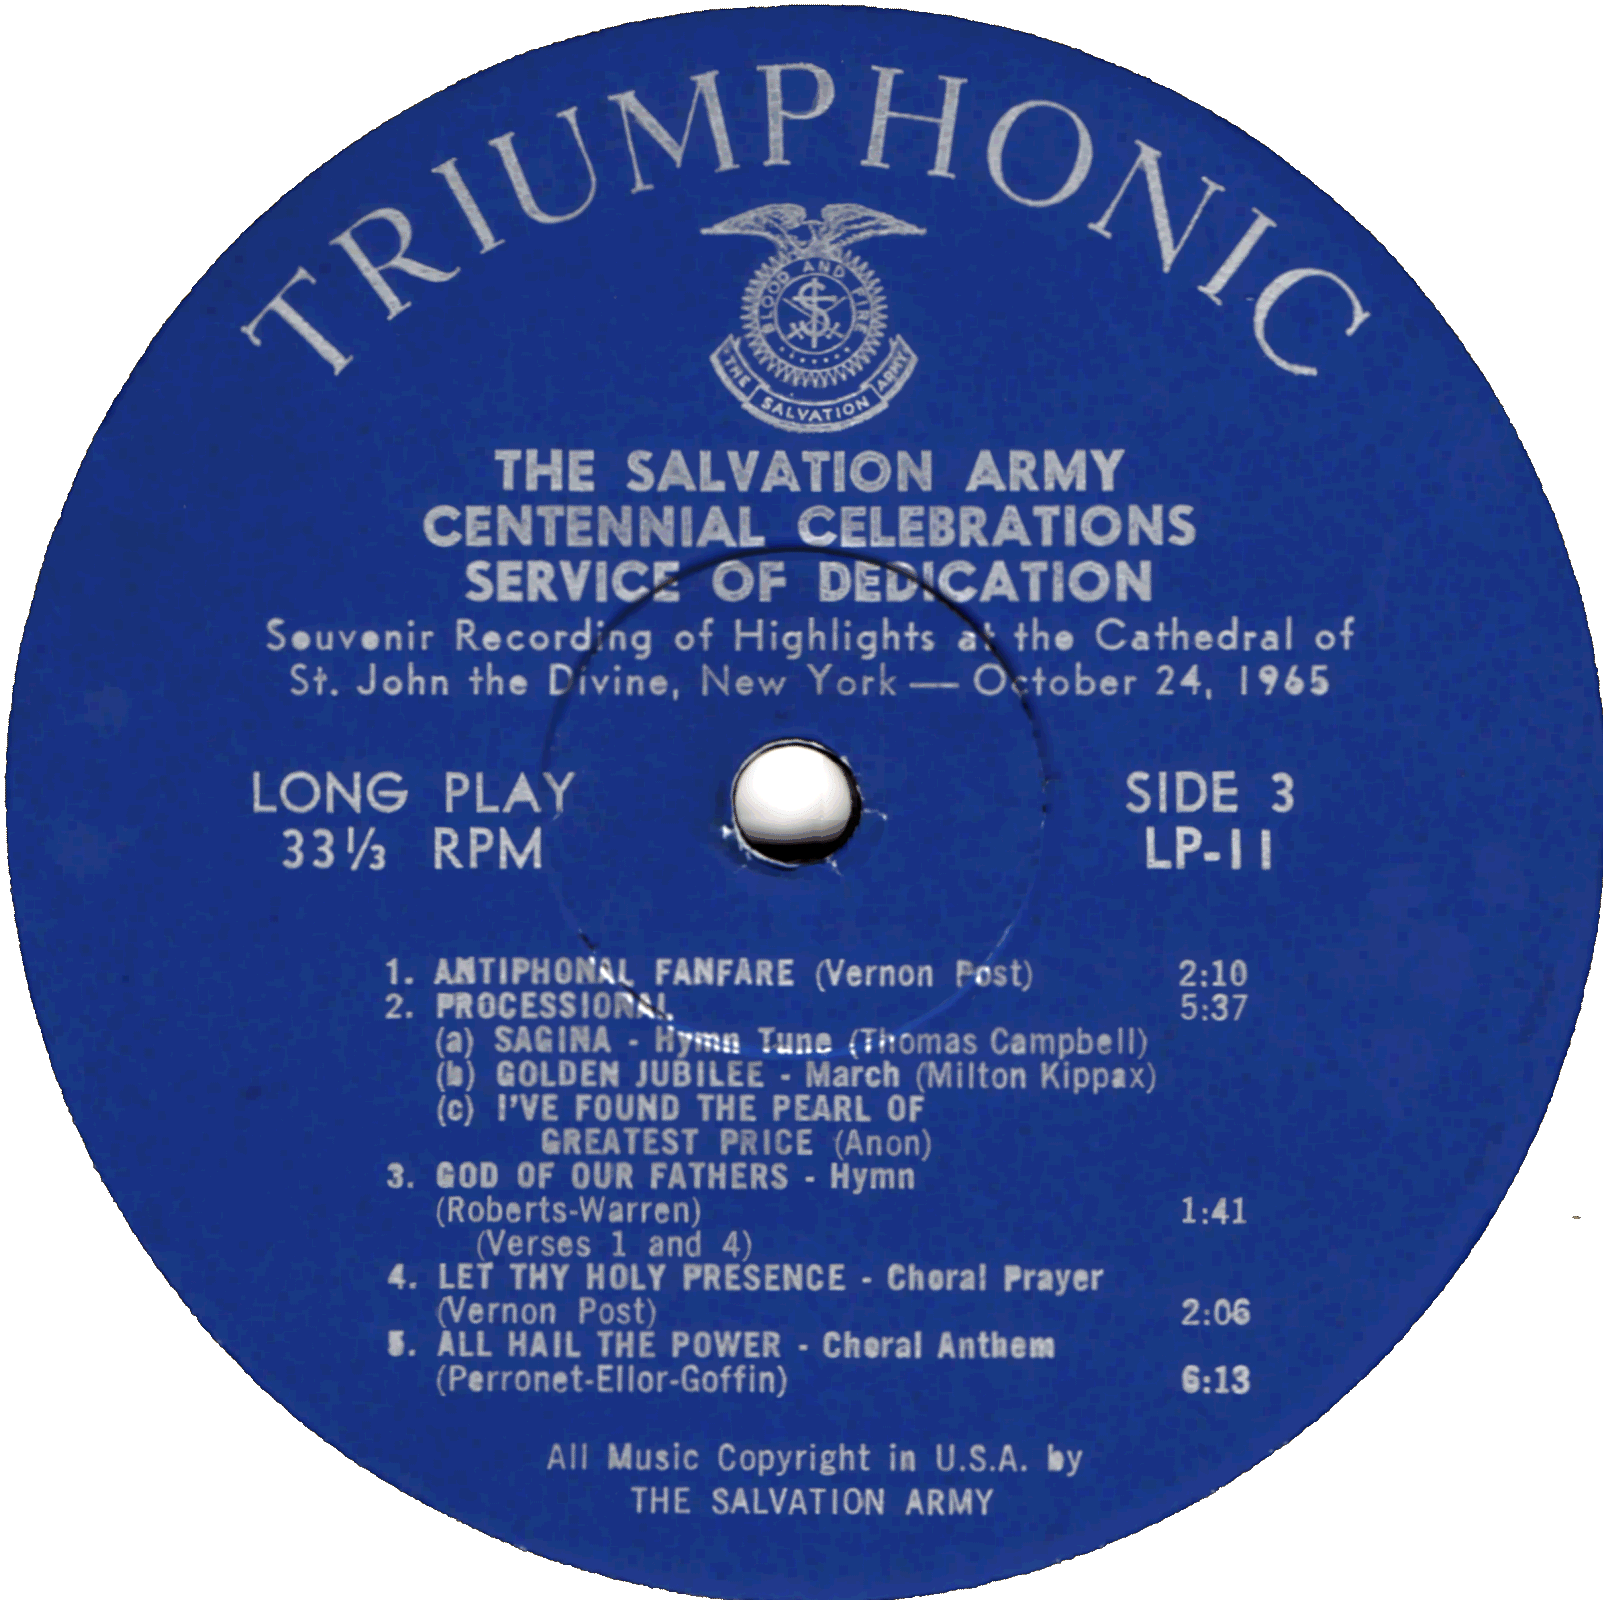 TRIUMPHONIC
BLOOD AND FIRE
S
THE SALVATION ARMY
THE SALVATION ARMY
CENTENNIAL CELEBRATIONS
SERVICE OF DEDICATION
Souvenir Recording of Highlights at the Cathedral of
St. John the Divine, New York — October 24, 1965
LONG PLAY
33⅓ RPM
SIDE 3
LP-11
1. ANTIPHONAL FANFARE (Vernon Post) 2:10
2. PROCESSIONAL 5:37
(a) SAGINA - Hymn Tune (Thomas Campbell)
(b) GOLDEN JUBILEE - March (Milton Kippax)
(c) I'VE FOUND THE PEARL OF
GREATEST PRICE (Anon)
3. GOD OF OUR FATHERS - Hymn
(Roberts-Warren) 1:41
(Verses 1 and 4)
4. LET THY HOLY PRESENCE - Choral Prayer
(Vernon Post) 2:06
5. ALL HAIL THE POWER - Choral Anthem
(Perronet-Ellor-Goffin) 6:13
All Music Copyright in U.S.A. by
THE SALVATION ARMY